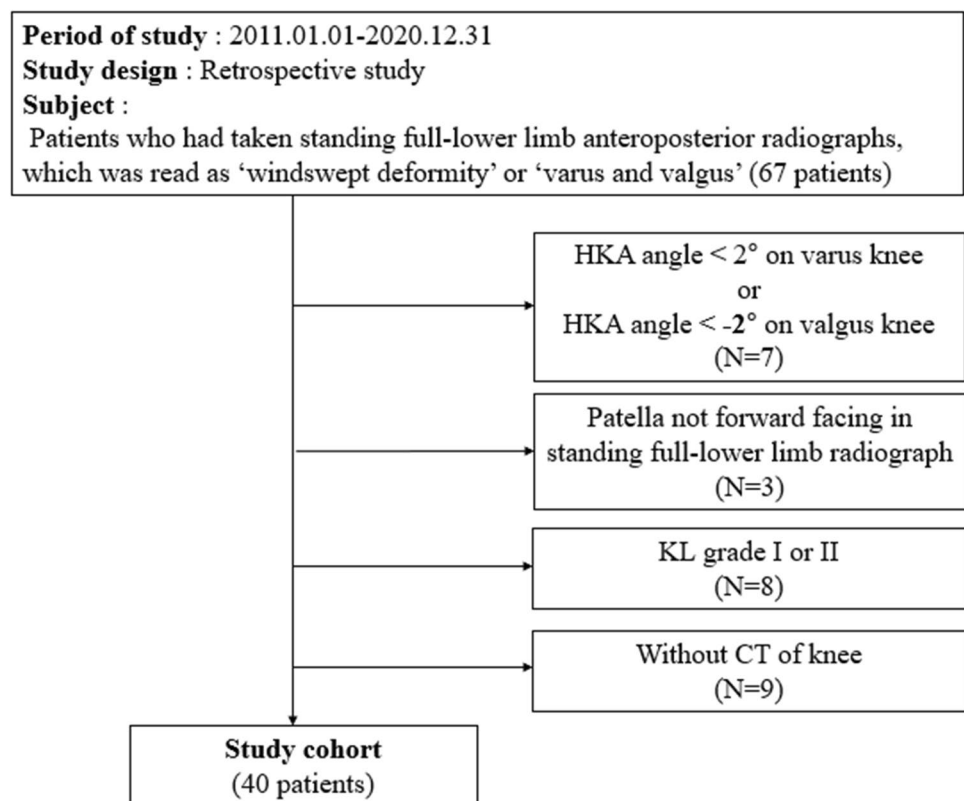 Period of study : 2011.01.01-2020.12.31
Study design : Retrospective study
Subject :
Patients who had taken standing full-lower limb anteroposterior radiographs,
which was read as ‘windswept deformity’ or ‘varus and valgus’ (67 patients)
HKA angle < 2° on varus knee
or
HKA angle < -2° on valgus knee
(N=7)
Patella not forward facing in
standing full-lower limb radiograph
(N=3)
KL grade I or II
(N=8)
Without CT of knee
(N=9)
Study cohort
(40 patients)